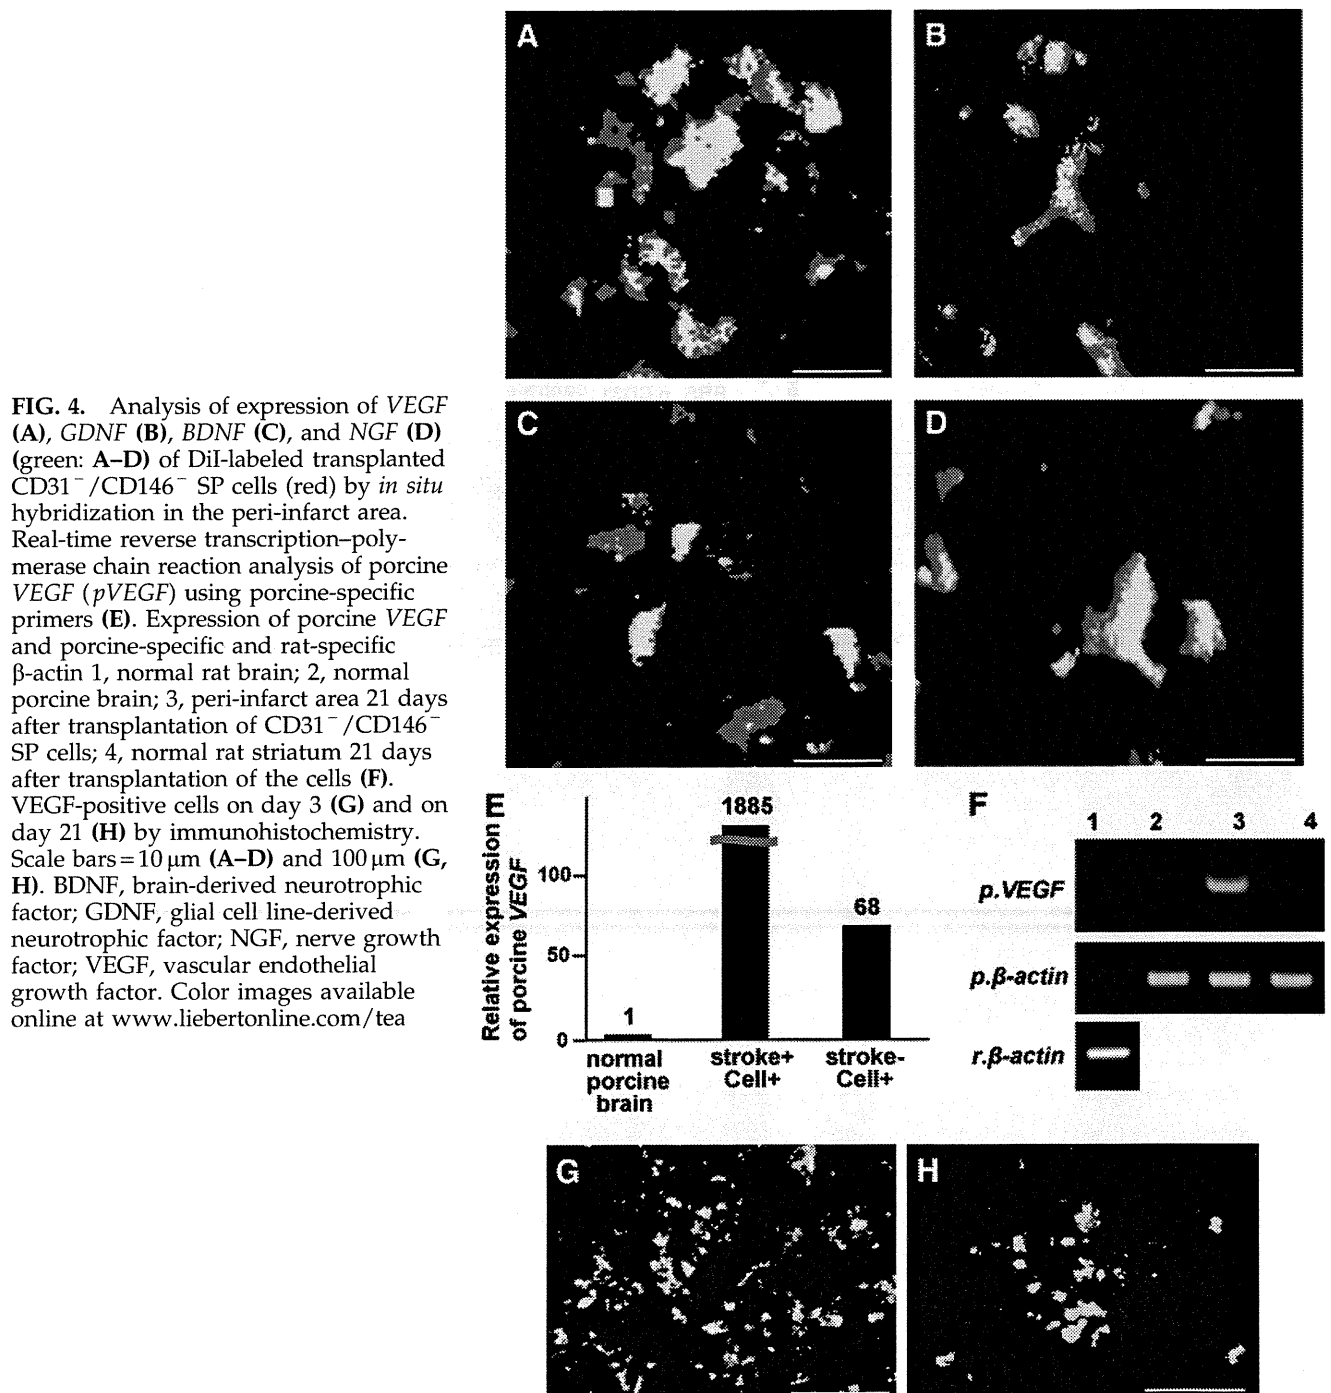 FIG. 4. Analysis of expression of VEGF
(A), GDNF (B), BDNF (C), and NGF (D)
(green: A–D) of DiI-labeled transplanted
CD31⁻/CD146⁻ SP cells (red) by in situ
hybridization in the peri-infarct area.
Real-time reverse transcription–poly-
merase chain reaction analysis of porcine
VEGF (pVEGF) using porcine-specific
primers (E). Expression of porcine VEGF
and porcine-specific and rat-specific
β-actin 1, normal rat brain; 2, normal
porcine brain; 3, peri-infarct area 21 days
after transplantation of CD31⁻/CD146⁻
SP cells; 4, normal rat striatum 21 days
after transplantation of the cells (F).
VEGF-positive cells on day 3 (G) and on
day 21 (H) by immunohistochemistry.
Scale bars = 10 μm (A–D) and 100 μm (G,
H). BDNF, brain-derived neurotrophic
factor; GDNF, glial cell line-derived
neurotrophic factor; NGF, nerve growth
factor; VEGF, vascular endothelial
growth factor. Color images available
online at www.liebertonline.com/tea
A
B
C
D
E
Relative expression
of porcine VEGF
100
50
0
1
1885
68
normal
porcine
brain
stroke+
Cell+
stroke-
Cell+
F
1 2 3 4
p.VEGF
p.β-actin
r.β-actin
G
H